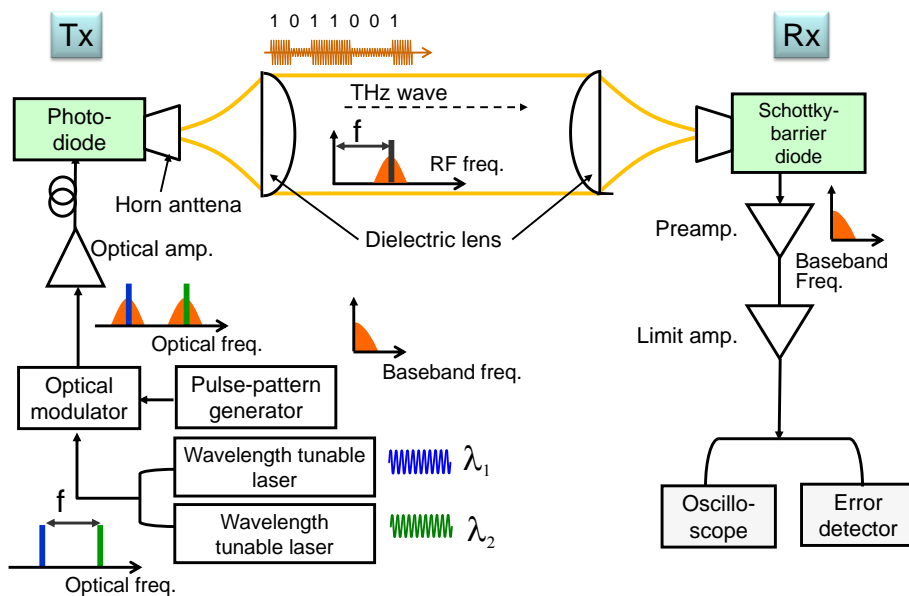 Tx
1 0 1 1 0 0 1
Rx
Photo-
diode
THz wave
f
RF freq.
Schottky-
barrier
diode
Horn anttena
Dielectric lens
Optical amp.
Preamp.
Baseband
Freq.
Optical freq.
Baseband freq.
Limit amp.
Optical
modulator
Pulse-pattern
generator
Wavelength tunable
laser
λ1
Wavelength
tunable laser
λ2
f
Optical freq.
Oscillo-
scope
Error
detector